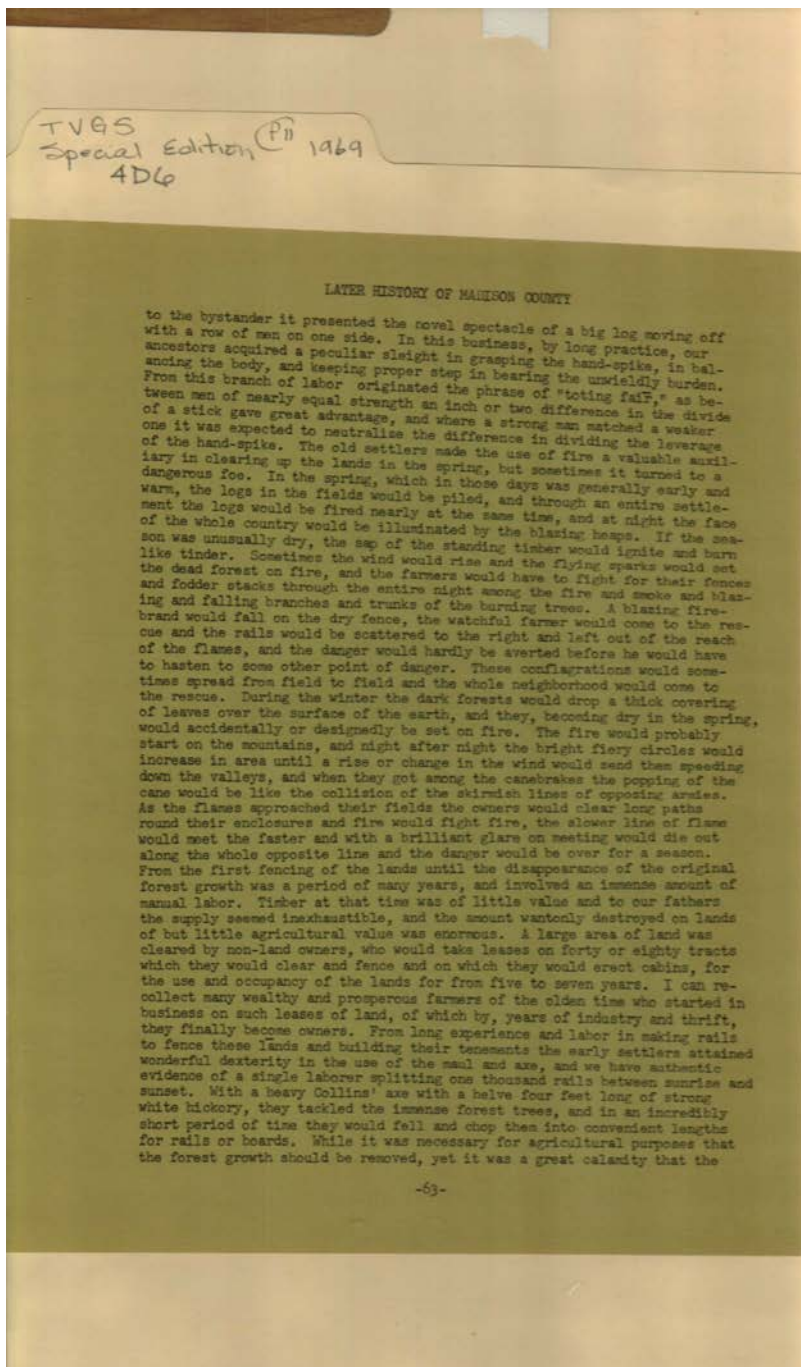 TVGS
Special Edition (P11 1969
4D6
LATER HISTORY OF MADISON COUNTY
to the bystander it presented the novel spectacle of a big log moving off
with a row of men on one side. In this business, by long practice, our
ancestors acquired a peculiar sleight in grasping the hand-spike, in bal-
ancing the body, and keeping proper step in bearing the unwieldly burden.
From this branch of labor originated the phrase of "toting fair," as be-
tween men of nearly equal strength an inch or two difference in the divide
of a stick gave great advantage, and where a strong man matched a weaker
one it was expected to neutralize the difference in dividing the leverage
of the hand-spike. The old settlers made the use of fire a valuable auxil-
iary in clearing up the lands in the spring, but sometimes it turned to a
dangerous foe. In the spring, which in those days was generally early and
warm, the logs in the fields would be piled, and through an entire settle-
ment the logs would be fired nearly at the same time, and at night the face
of the whole country would be illuminated by the blazing heaps. If the sea-
son was unusually dry, the sap of the standing timber would ignite and burn
like tinder. Sometimes the wind would rise and the flying sparks would set
the dead forest on fire, and the farmers would have to fight for their fences
and fodder stacks through the entire night among the fire and smoke and blaz-
ing and falling branches and trunks of the burning trees. A blazing fire-
brand would fall on the dry fence, the watchful farmer would come to the res-
cue and the rails would be scattered to the right and left out of the reach
of the flames, and the danger would hardly be averted before he would have
to hasten to some other point of danger. These conflagrations would some-
times spread from field to field and the whole neighborhood would come to
the rescue. During the winter the dark forests would drop a thick covering
of leaves over the surface of the earth, and they, becoming dry in the spring,
would accidentally or designedly be set on fire. The fire would probably
start on the mountains, and night after night the bright fiery circles would
increase in area until a rise or change in the wind would send them speeding
down the valleys, and when they got among the canebrakes the popping of the
cane would be like the collision of the skirmish lines of opposing armies.
As the flames approached their fields the owners would clear long paths
round their enclosures and fire would fight fire, the slower line of flame
would meet the faster and with a brilliant glare on meeting would die out
along the whole opposite line and the danger would be over for a season.
From the first fencing of the lands until the disappearance of the original
forest growth was a period of many years, and involved an immense amount of
manual labor. Timber at that time was of little value and to our fathers
the supply seemed inexhaustible, and the amount wantonly destroyed on lands
of but little agricultural value was enormous. A large area of land was
cleared by non-land owners, who would take leases on forty or eighty tracts
which they would clear and fence and on which they would erect cabins, for
the use and occupancy of the lands for from five to seven years. I can re-
collect many wealthy and prosperous farmers of the olden time who started in
business on such leases of land, of which by, years of industry and thrift,
they finally become owners. From long experience and labor in making rails
to fence these lands and building their tenements the early settlers attained
wonderful dexterity in the use of the maul and axe, and we have authentic
evidence of a single laborer splitting one thousand rails between sunrise and
sunset. With a heavy Collins' axe with a helve four feet long of strong
white hickory, they tackled the immense forest trees, and in an incredibly
short period of time they would fell and chop them into convenient lengths
for rails or boards. While it was necessary for agricultural purposes that
the forest growth should be removed, yet it was a great calamity that the
-63-